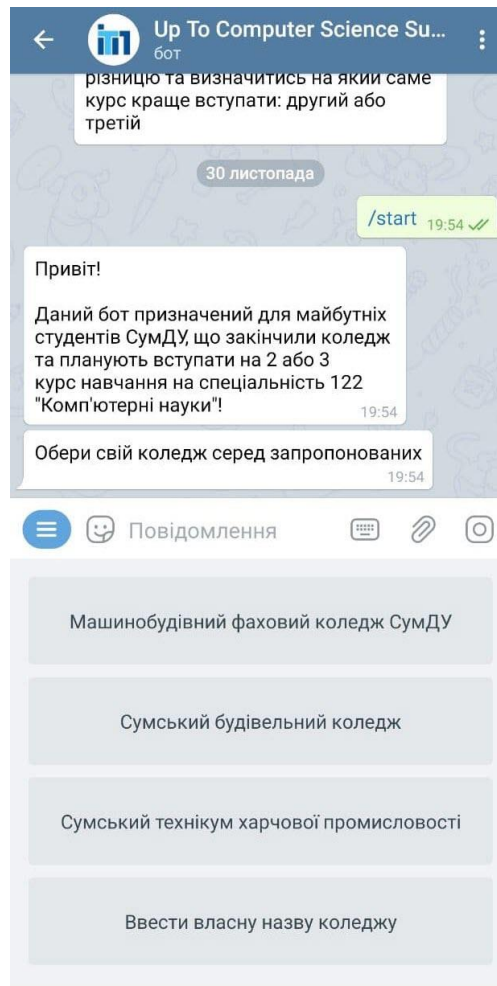 Up To Computer Science Su...
бот
різницю та визначитись на який саме
курс краще вступати: другий або
третій
30 листопада
/start 19:54
Привіт!
Даний бот призначений для майбутніх
студентів СумДУ, що закінчили коледж
та планують вступати на 2 або 3
курс навчання на спеціальність 122
"Комп'ютерні науки"!
19:54
Обери свій коледж серед запропонованих
19:54
Повідомлення
Машинобудівний фаховий коледж СумДУ
Сумський будівельний коледж
Сумський технікум харчової промисловості
Ввести власну назву коледжу